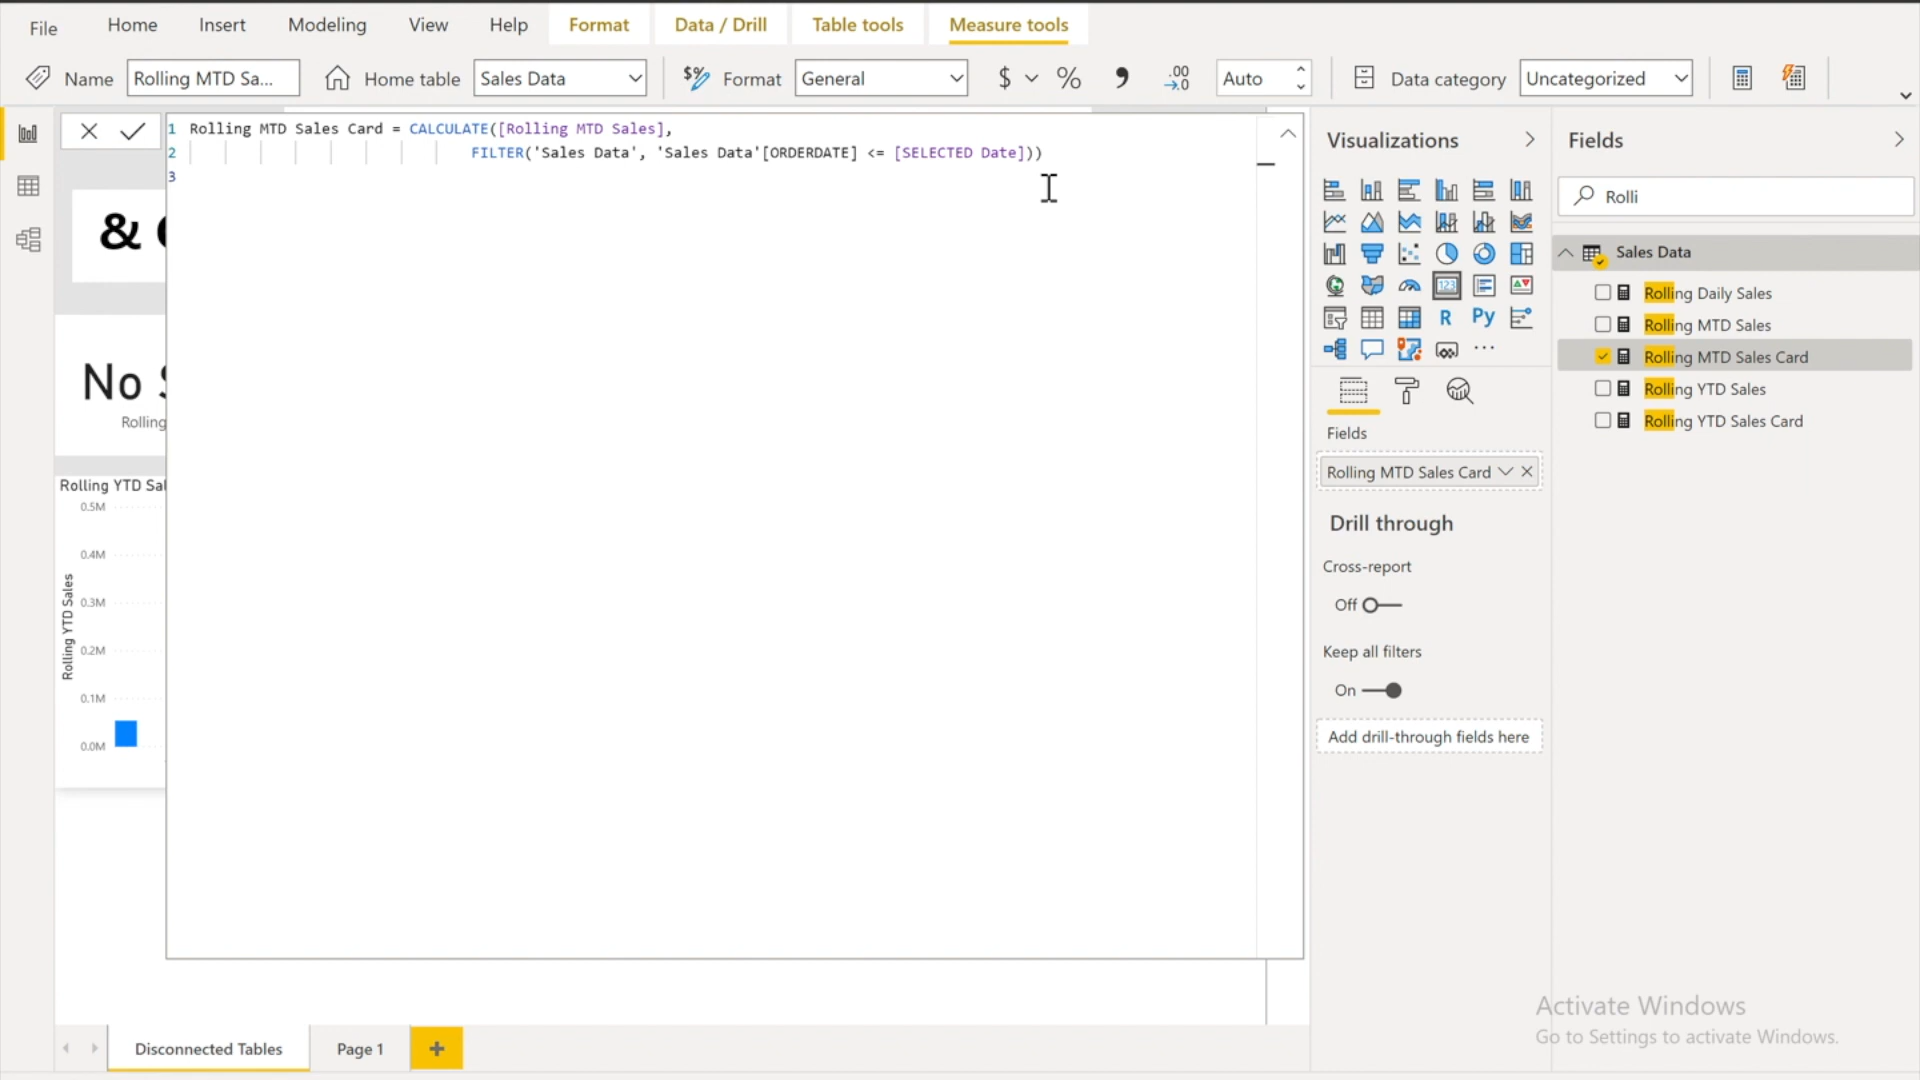 File Home Insert Modeling View Help Format Data / Drill Table tools Measure tools
Name Rolling MTD Sa... Home table Sales Data Format General $ % 9 .00 →.0 Auto Data category Uncategorized
1 Rolling MTD Sales Card = CALCULATE([Rolling MTD Sales],
2 FILTER('Sales Data', 'Sales Data'[ORDERDATE] <= [SELECTED Date]))
3
& 
No
Rolling
Rolling YTD Sal
0.5M
0.4M
0.3M
0.2M
0.1M
0.0M
Rolling YTD Sales
Visualizations
123
R Py
...
Fields
Rolling MTD Sales Card
Drill through
Cross-report
Off
Keep all filters
On
Add drill-through fields here
Fields
Rolli
Sales Data
Rolling Daily Sales
Rolling MTD Sales
Rolling MTD Sales Card
Rolling YTD Sales
Rolling YTD Sales Card
Activate Windows
Go to Settings to activate Windows.
Disconnected Tables Page 1 +